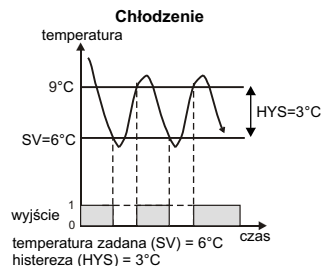 Chłodzenie
temperatura
9°C
HYS=3°C
SV=6°C
1
wyjście
0
czas
temperatura zadana (SV) = 6°C
histereza (HYS) = 3°C